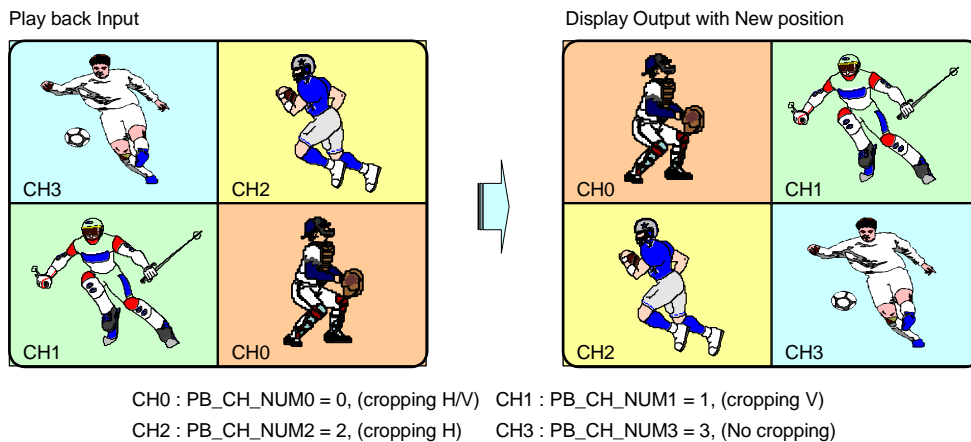 Play back Input
Display Output with New position
CH3
CH2
CH1
CH0
CH0
CH1
CH2
CH3
CH0 : PB_CH_NUM0 = 0, (cropping H/V) CH1 : PB_CH_NUM1 = 1, (cropping V)
CH2 : PB_CH_NUM2 = 2, (cropping H) CH3 : PB_CH_NUM3 = 3, (No cropping)